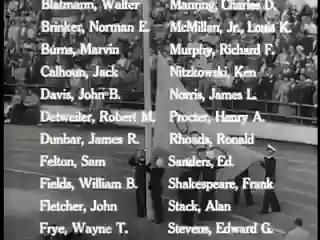 Blatmann, Walter
Brinker, Norman E.
Burns, Marvin
Calhoun, Jack
Davis, John B.
Detweiler, Robert M.
Dunbar, James R.
Felton, Sam
Fields, William B.
Fletcher, John
Frye, Wayne T.
Manning, Charles D.
McMillen, Jr., Louis K.
Murphy, Richard F.
Nitzkowski, Ken
Norris, James L.
Procter, Henry A.
Rhoads, Ronald
Sanders, Ed.
Shakespeare, Frank
Stack, Alan
Stevens, Edward G.